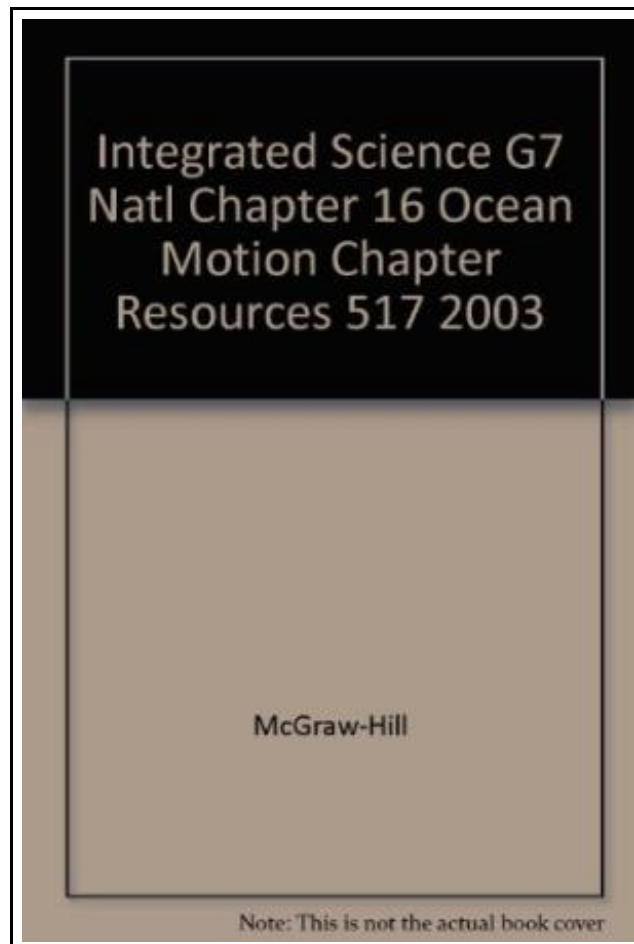 Integrated Science G7
Natl Chapter 16 Ocean
Motion Chapter
Resources 517 2003
McGraw-Hill
Note: This is not the actual book cover